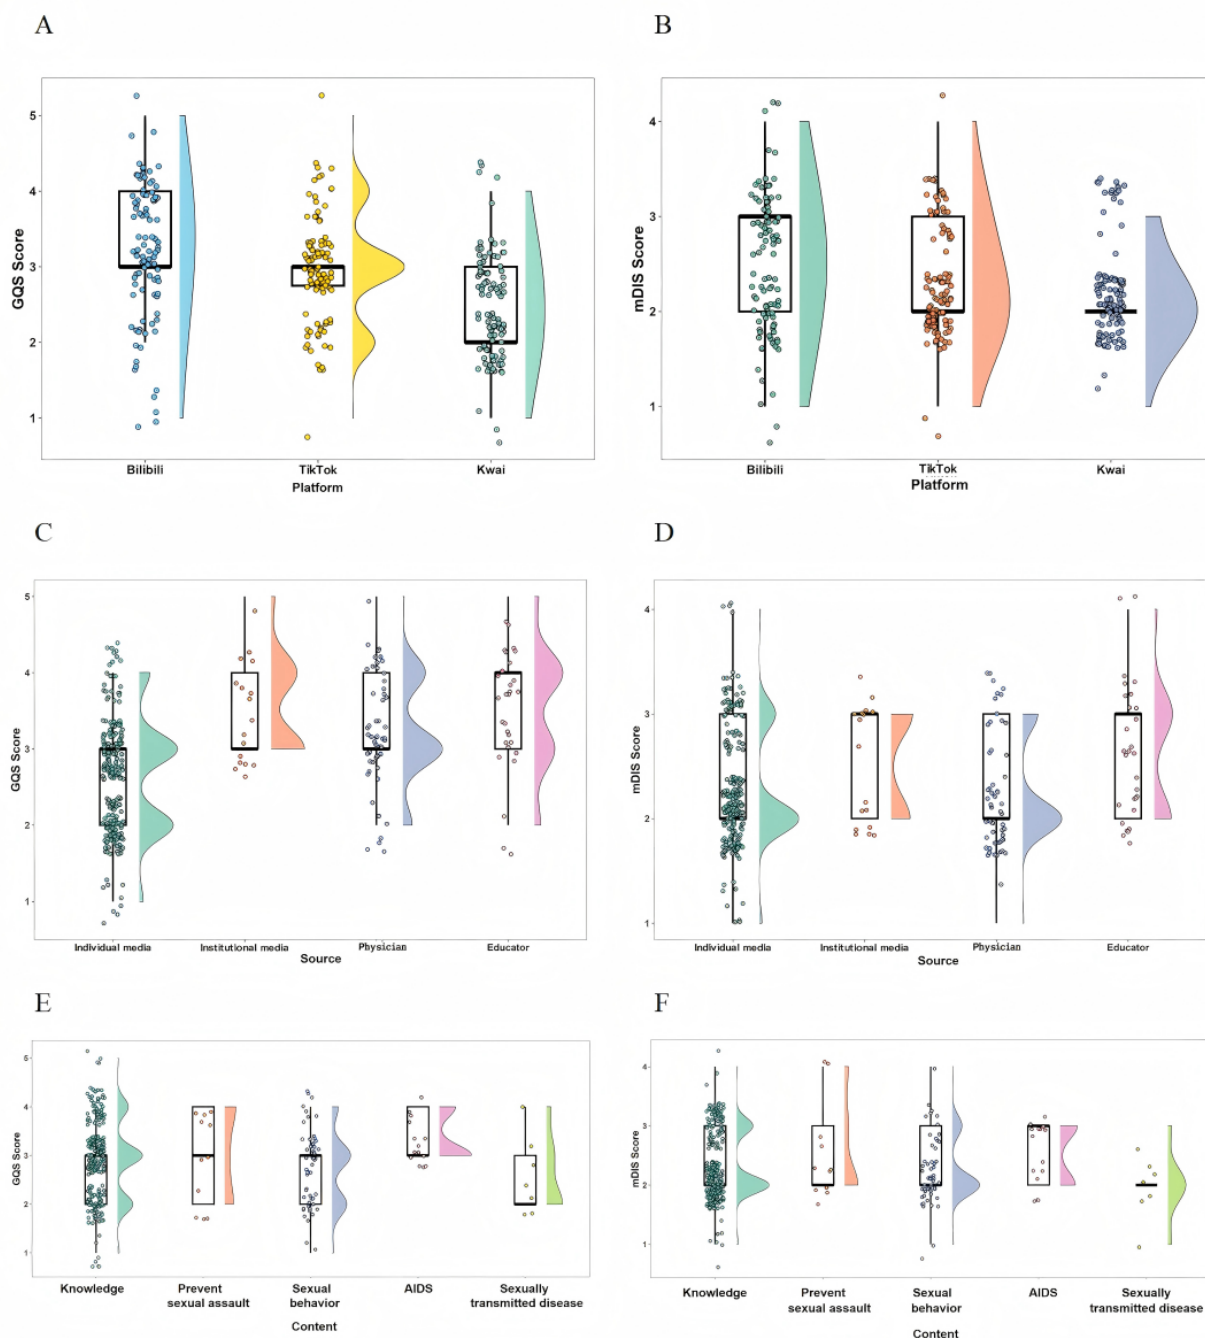 A
B
GQS Score
5
4
3
2
1
Bilibili TikTok Kwai
Platform
mDIS Score
4
3
2
1
Bilibili TikTok Kwai
Platform
C
D
GQS Score
5
4
3
2
1
Individual media Institutional media Physician Educator
Source
mDIS Score
4
3
2
1
Individual media Institutional media Physician Educator
Source
E
F
GQS Score
5
4
3
2
1
Knowledge Prevent Sexual AIDS Sexually
sexual assault behavior transmitted disease
Content
mDIS Score
4
3
2
1
Knowledge Prevent Sexual AIDS Sexually
sexual assault behavior transmitted disease
Content